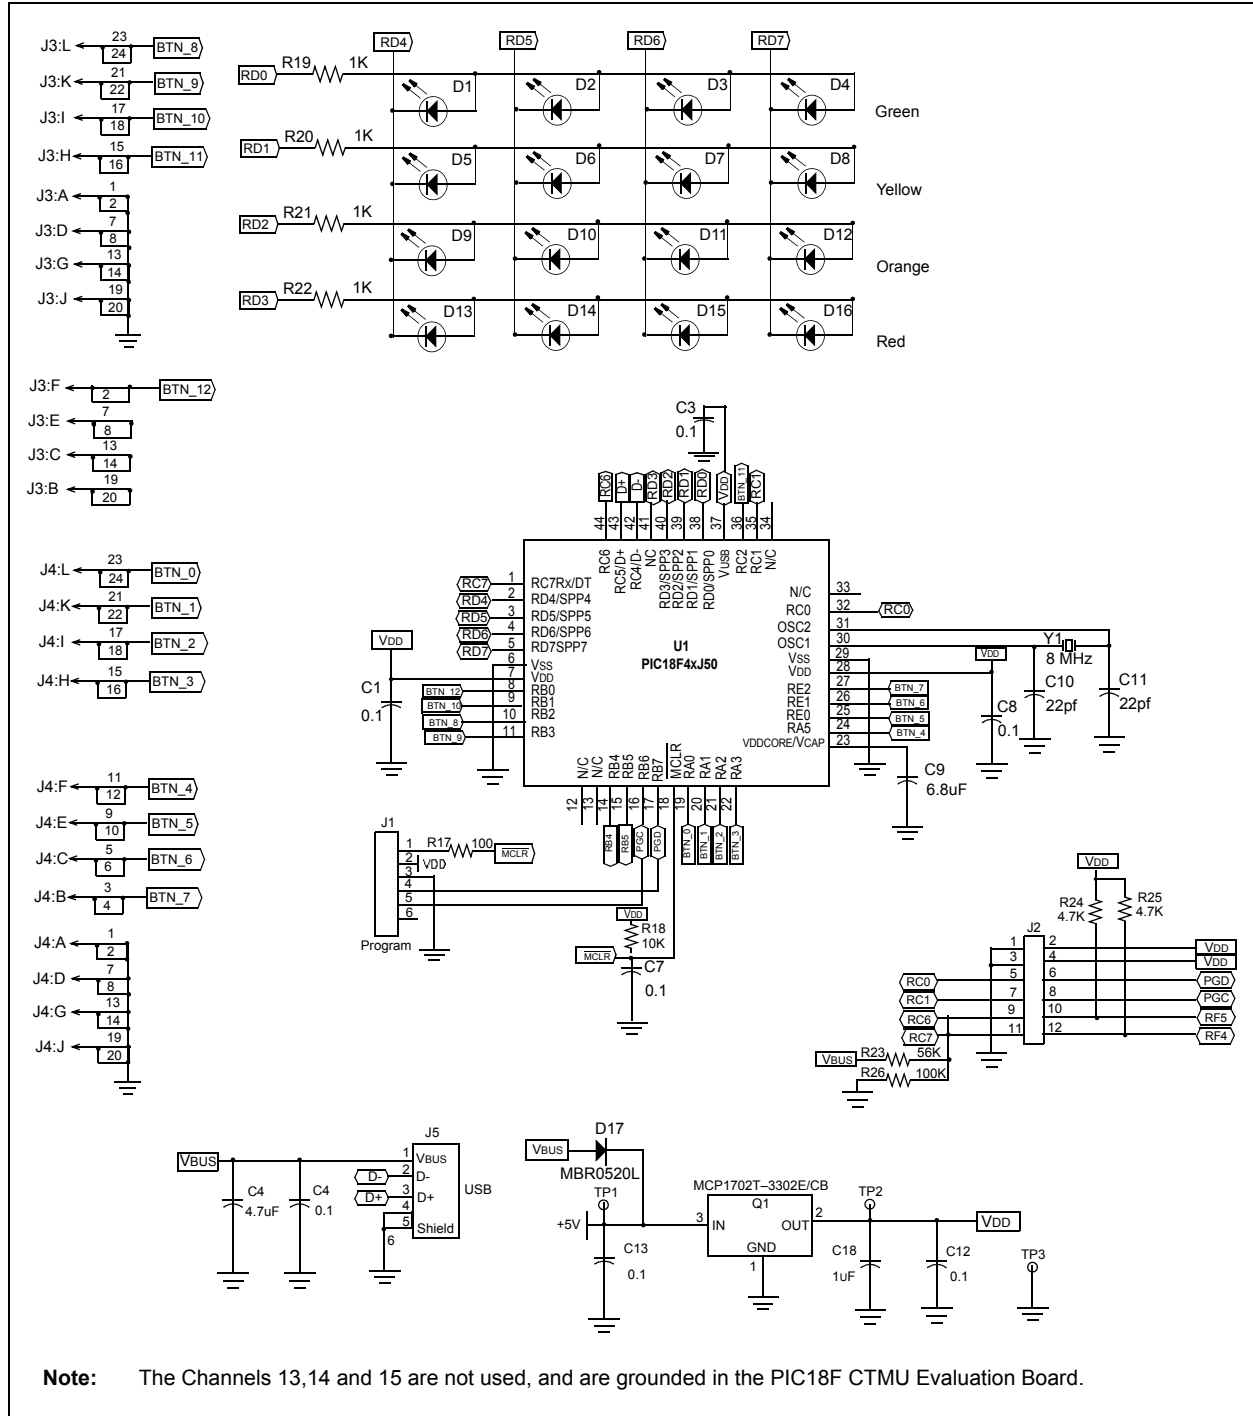 J3:L 23 24 BTN_8
J3:K 21 22 BTN_9
J3:I 17 18 BTN_10
J3:H 15 16 BTN_11
J3:A 1 2
J3:D 7 8
J3:G 13 14
J3:J 19 20
RD4 RD5 RD6 RD7
RD0 R19 1K D1 D2 D3 D4 Green
RD1 R20 1K D5 D6 D7 D8 Yellow
RD2 R21 1K D9 D10 D11 D12 Orange
RD3 R22 1K D13 D14 D15 D16 Red
J3:F 2 BTN_12
J3:E 7 8
J3:C 13 14
J3:B 19 20
C3
0.1
RC6 D+ D- RD3 RD2 RD1 RD0 VDD BTN_11 RC1
44 43 42 41 40 39 38 37 36 35 34
RC6 RC5/D+ RC4/D- NC RD3/SPP3 RD2/SPP2 RD1/SPP1 RD0/SPP0 VUSB RC2 RC1 N/C
J4:L 23 24 BTN_0
J4:K 21 22 BTN_1
J4:I 17 18 BTN_2
J4:H 15 16 BTN_3
RC7 1 RC7Rx/DT
RD4 2 RD4/SPP4
RD5 3 RD5/SPP5
RD6 4 RD6/SPP6
RD7 5 RD7SPP7
6 VSS
VDD 7 VDD
BTN_12 8 RB0
BTN_10 9 RB1
BTN_8 10 RB2
BTN_9 11 RB3
C1
0.1
U1
PIC18F4xJ50
N/C 33
RC0 32 RC0
OSC2 31
OSC1 30
VSS 29
VDD 28 VDD
RE2 27 BTN_7
RE1 26 BTN_6
RE0 25 BTN_5
RA5 24 BTN_4
VDDCORE/VCAP 23
Y1
8 MHz
C10
22pf
C11
22pf
C8
0.1
C9
6.8uF
N/C N/C RB4 RB5 RB6 RB7 MCLR RA0 RA1 RA2 RA3
12 13 14 15 16 17 18 19 20 21 22
RB4 RB5 PGC PGD BTN_0 BTN_1 BTN_2 BTN_3
J4:F 11 12 BTN_4
J4:E 9 10 BTN_5
J4:C 5 6 BTN_6
J4:B 3 4 BTN_7
J4:A 1 2
J4:D 7 8
J4:G 13 14
J4:J 19 20
J1
1 R17 100 MCLR
2 VDD
3
4
5
6
Program
VDD
R18
10K
MCLR
C7
0.1
VDD
R24
4.7K
R25
4.7K
J2
1 2 VDD
3 4 VDD
RC0 5 6 PGD
RC1 7 8 PGC
RC6 9 10 RF5
RC7 11 12 RF4
VBUS R23 56K
R26 100K
J5
VBUS 1 VBUS
D- 2 D-
D+ 3 D+
4
5 Shield
6
USB
C4
4.7uF
C4
0.1
D17
VBUS
MBR0520L
TP1
+5V
C13
0.1
MCP1702T–3302E/CB
Q1
3 IN OUT 2
GND
1
TP2
VDD
C18
1uF
C12
0.1
TP3
Note: The Channels 13,14 and 15 are not used, and are grounded in the PIC18F CTMU Evaluation Board.